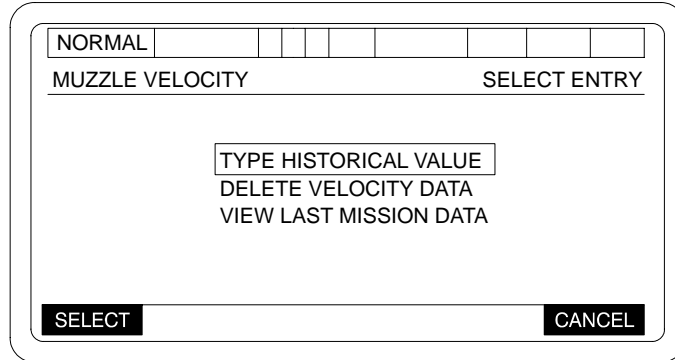 NORMAL
MUZZLE VELOCITY SELECT ENTRY
TYPE HISTORICAL VALUE
DELETE VELOCITY DATA
VIEW LAST MISSION DATA
SELECT CANCEL